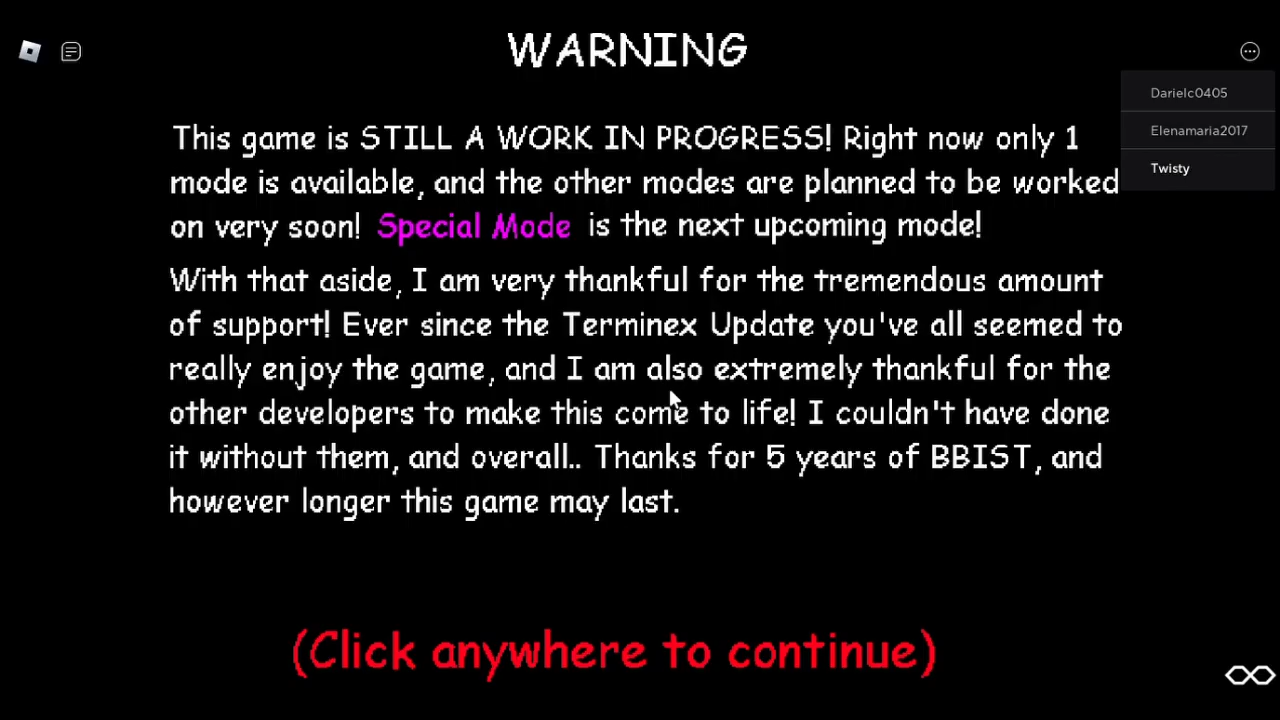 WARNING
Darielc0405
Elenamaria2017
Twisty
This game is STILL A WORK IN PROGRESS! Right now only 1
mode is available, and the other modes are planned to be worked
on very soon! Special Mode is the next upcoming mode!
With that aside, I am very thankful for the tremendous amount
of support! Ever since the Terminex Update you've all seemed to
really enjoy the game, and I am also extremely thankful for the
other developers to make this come to life! I couldn't have done
it without them, and overall.. Thanks for 5 years of BBIST, and
however longer this game may last.
(Click anywhere to continue)